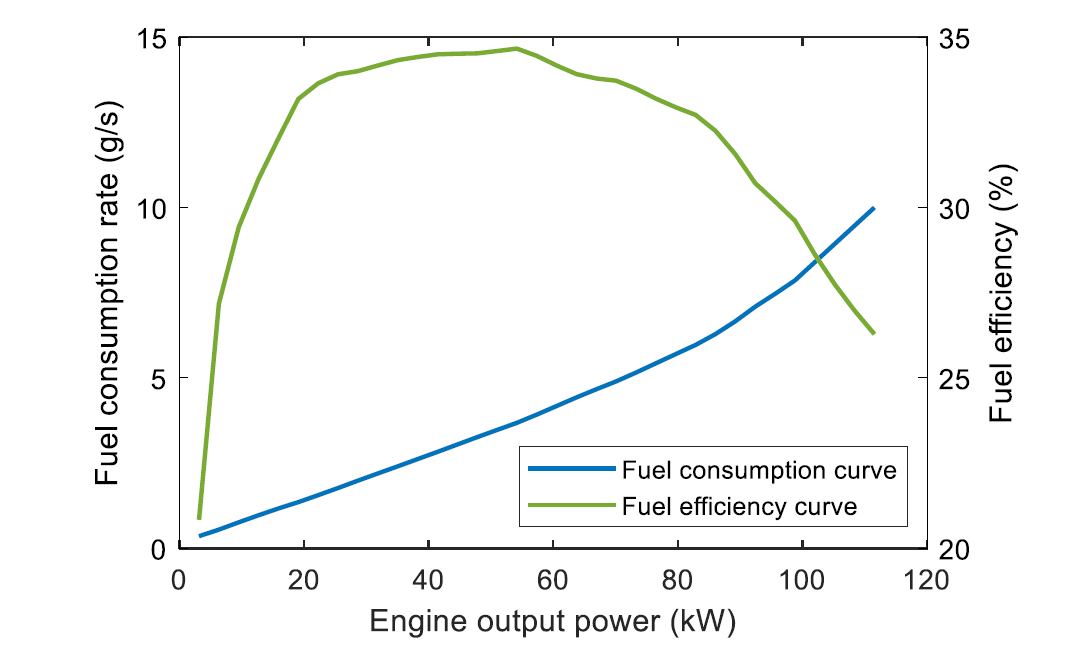 15
10
5
0
Fuel consumption rate (g/s)
35
30
25
20
Fuel efficiency (%)
Fuel consumption curve
Fuel efficiency curve
0 20 40 60 80 100 120
Engine output power (kW)